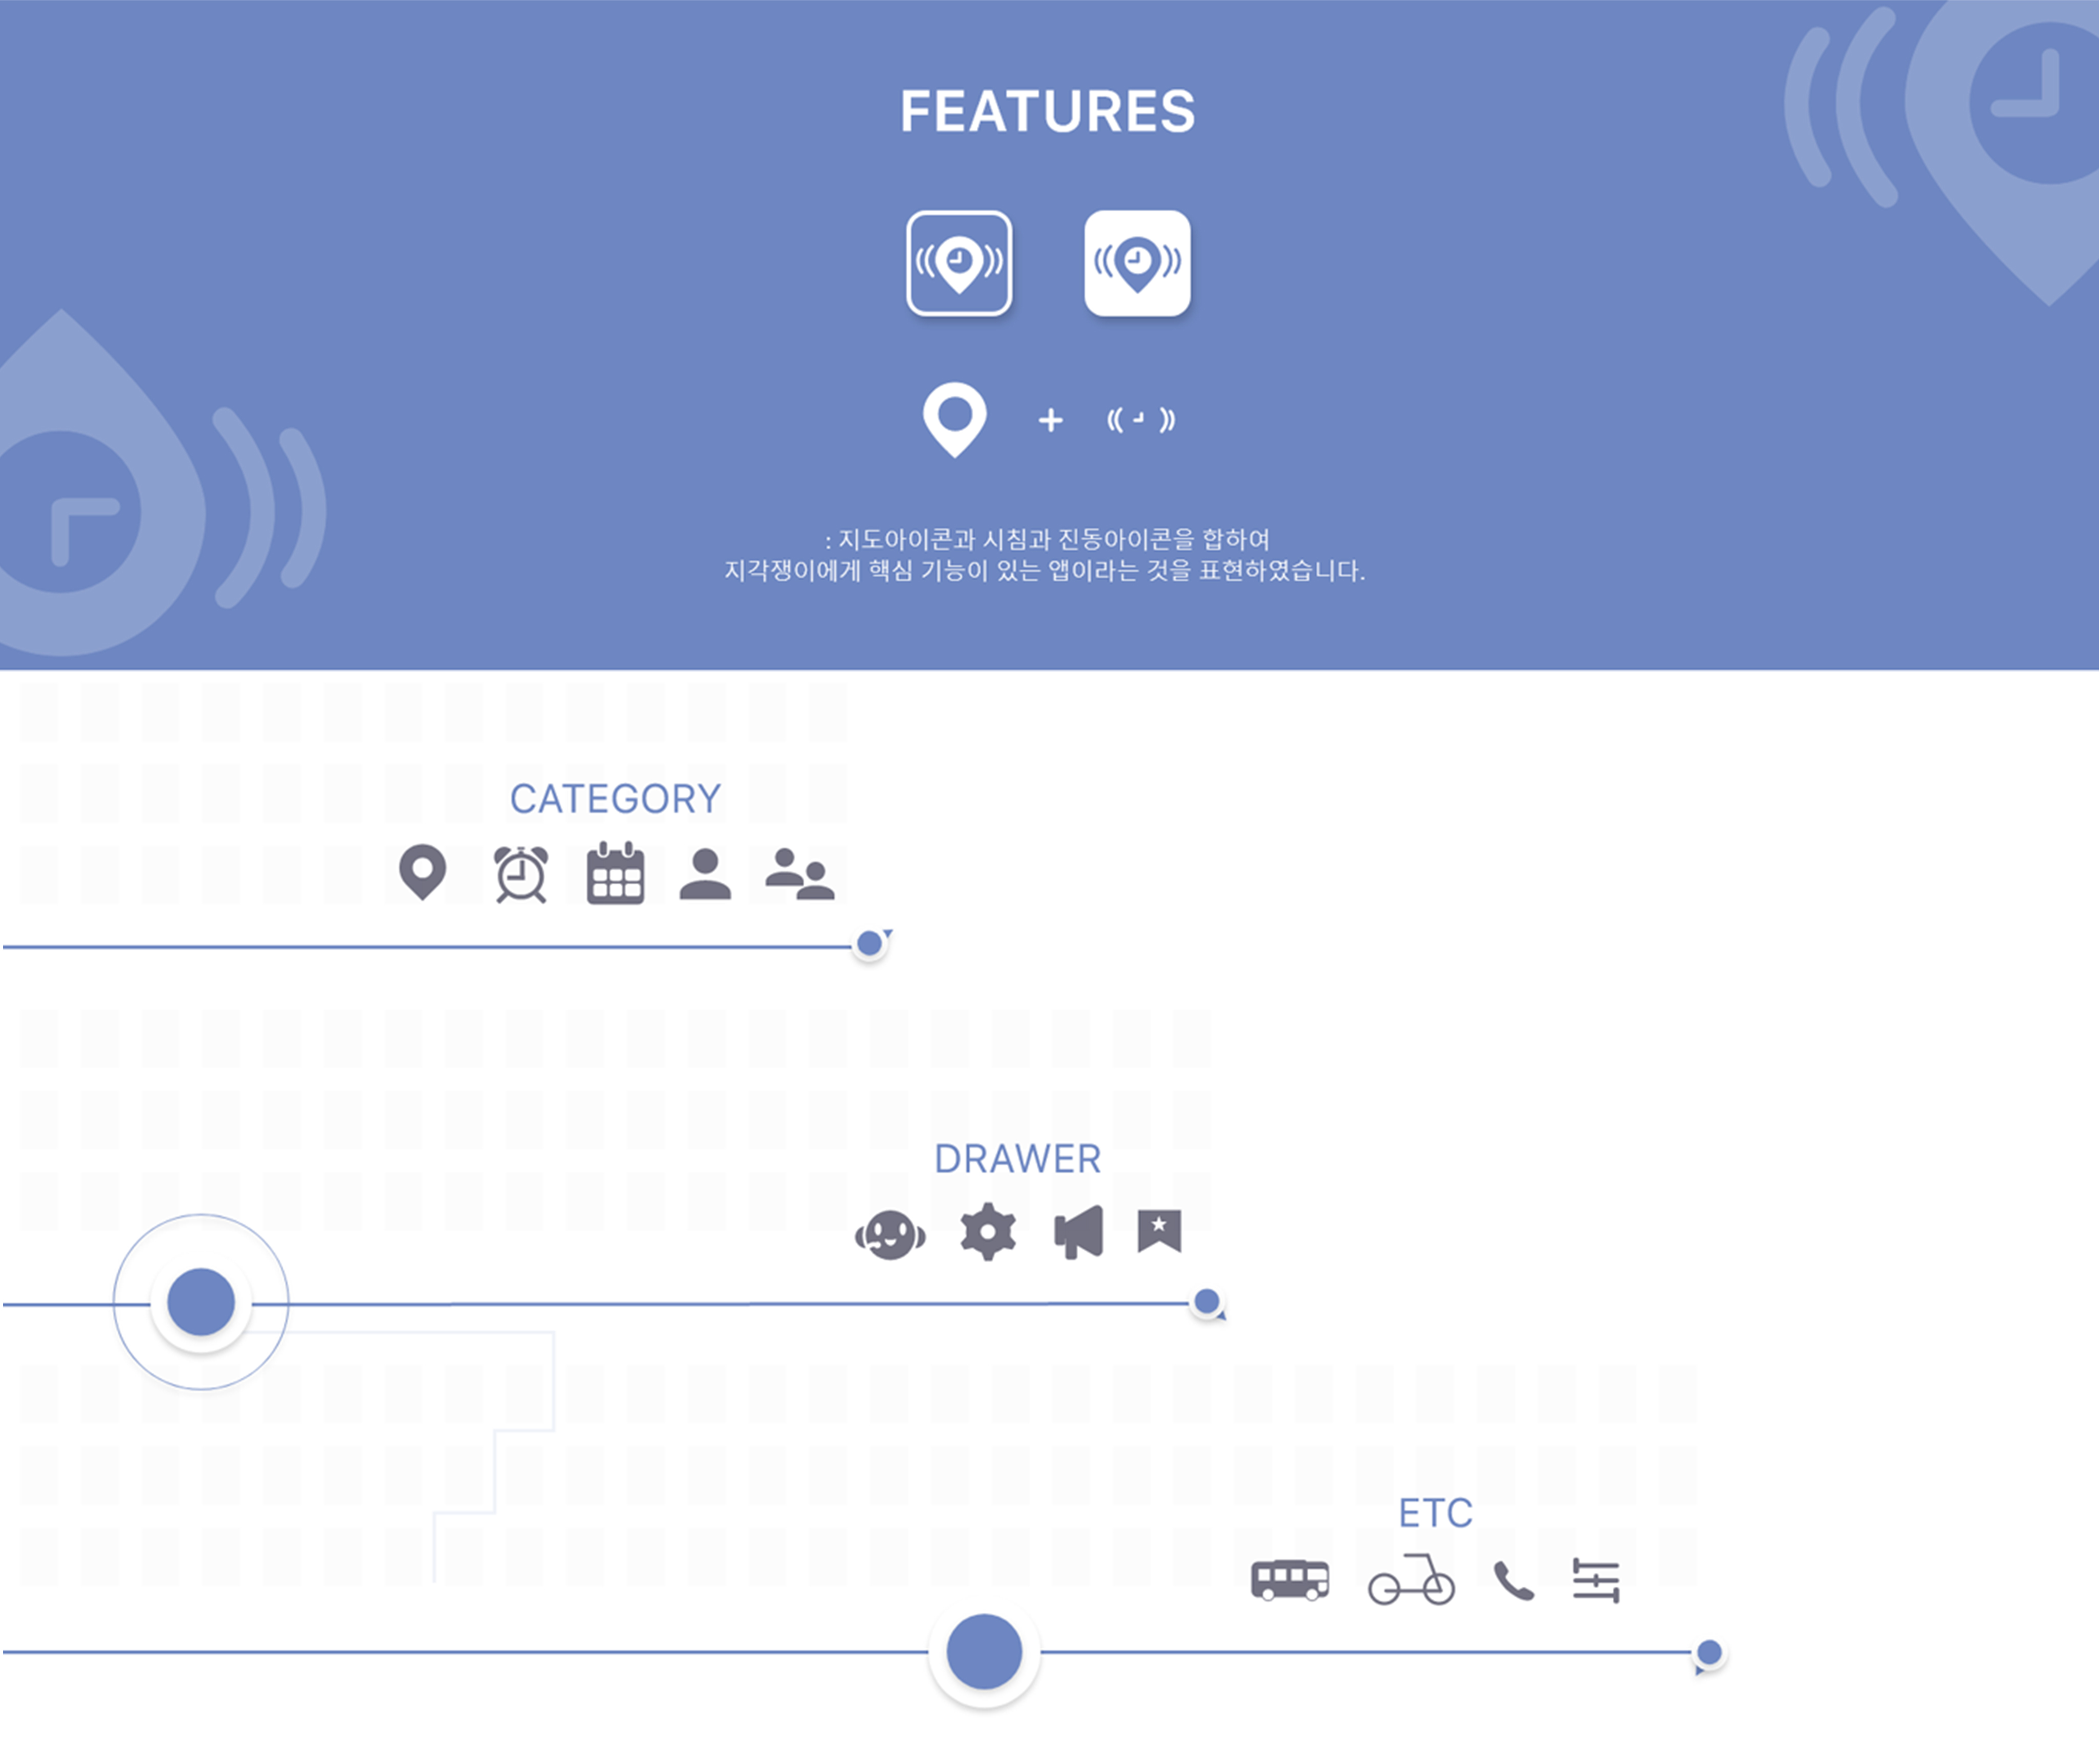 FEATURES
: 지도아이콘과 시침과 진동아이콘을 합하여
지각쟁이에게 핵심 기능이 있는 앱이라는 것을 표현하였습니다.
CATEGORY
DRAWER
ETC